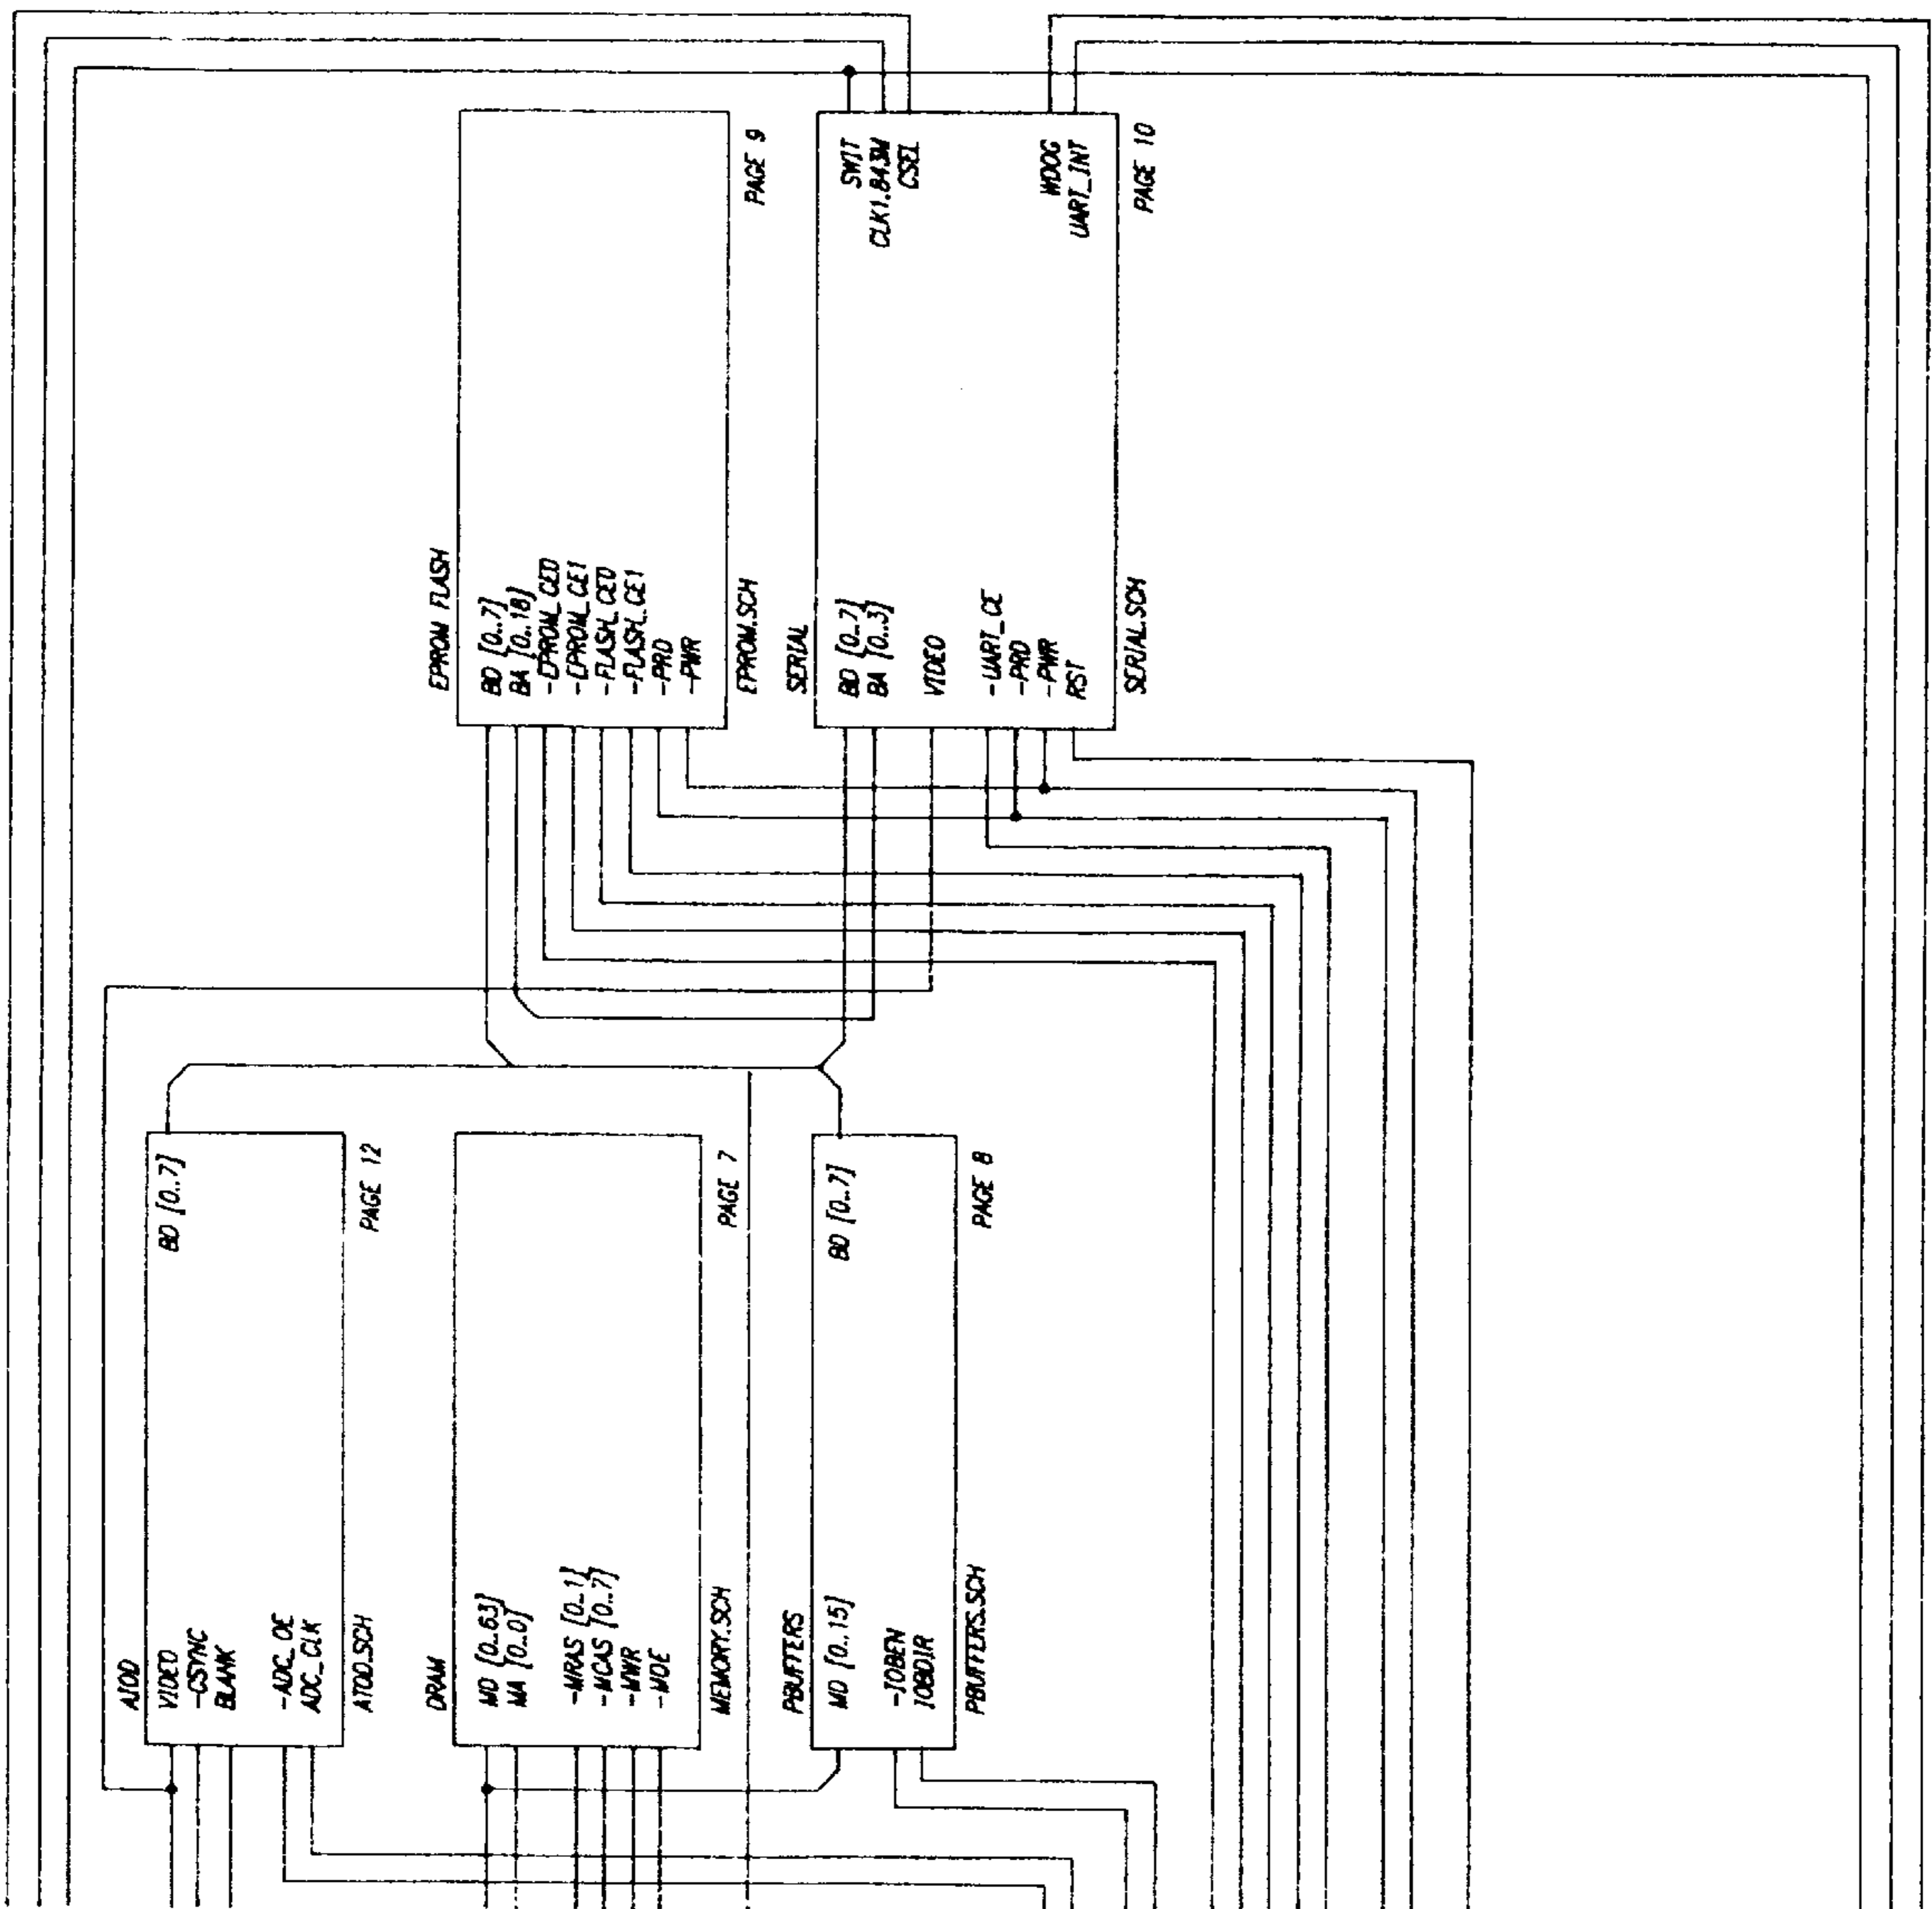 EPROM FLASH
BD [0..7]
BA [0..18]
-EPROM_CE0
-EPROM_CE1
-FLASH_CE0
-FLASH_CE1
-PRD
-PWR
EPROM.SCH
PAGE 9
SERIAL
BD [0..7]
BA [0..3]
VIDEO
-UART_CE
-PRD
-PWR
RST
SWIT
CLK1.843M
CSEL
WDOG
UART_INT
SERIAL.SCH
PAGE 10
ATOD
VIDEO
-CSYNC
BLANK
-ADC_OE
ADC_CLK
BD [0..7]
ATOD.SCH
PAGE 12
DRAM
MD [0..63]
MA [0..0]
-MRAS [0..1]
-MCAS [0..7]
-MWR
-MOE
MEMORY.SCH
PAGE 7
PBUFFERS
MD [0..15]
-IOBEN
IOBDIR
BD [0..7]
PBUFFERS.SCH
PAGE 8